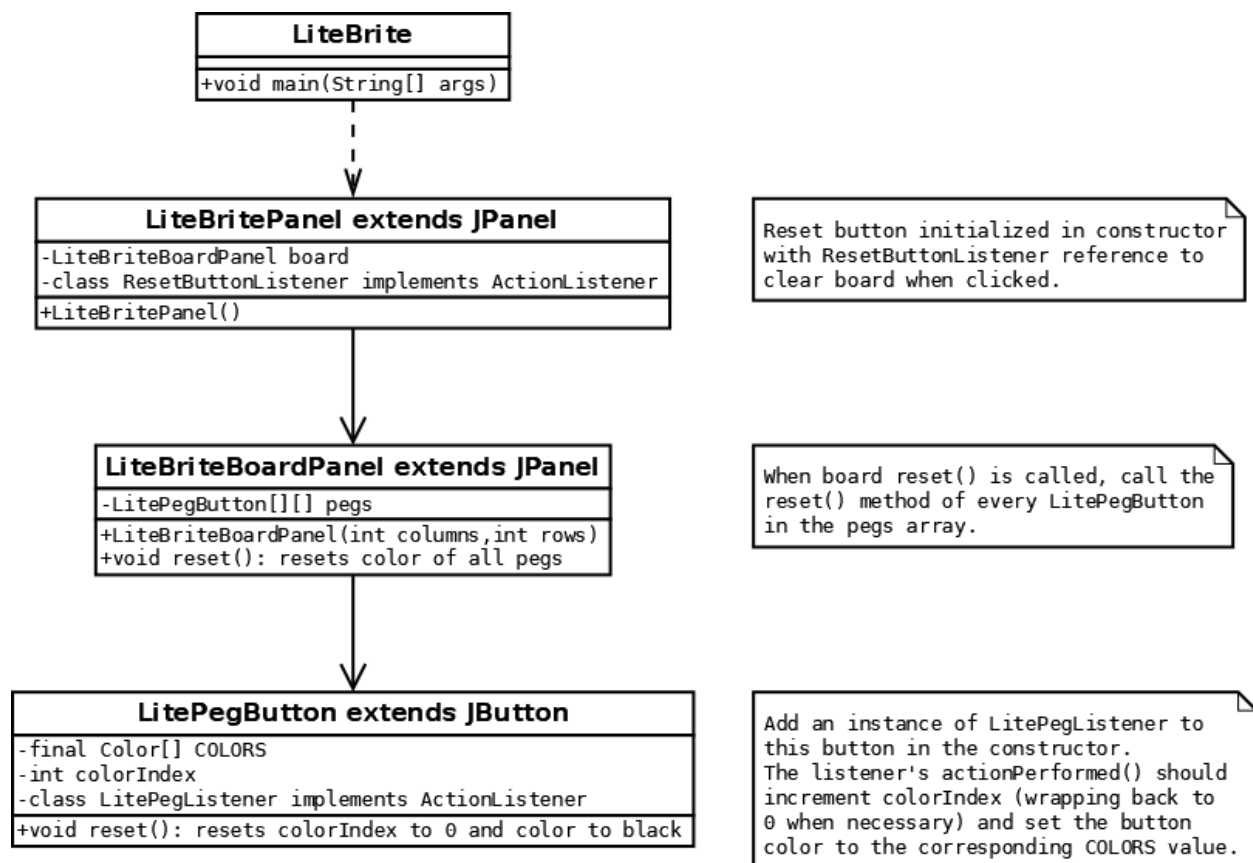 LiteBrite
+void main(String[] args)
LiteBritePanel extends JPanel
-LiteBriteBoardPanel board
-class ResetButtonListener implements ActionListener
+LiteBritePanel()
Reset button initialized in constructor
with ResetButtonListener reference to
clear board when clicked.
LiteBriteBoardPanel extends JPanel
-LitePegButton[][] pegs
+LiteBriteBoardPanel(int columns,int rows)
+void reset(): resets color of all pegs
When board reset() is called, call the
reset() method of every LitePegButton
in the pegs array.
LitePegButton extends JButton
-final Color[] COLORS
-int colorIndex
-class LitePegListener implements ActionListener
+void reset(): resets colorIndex to 0 and color to black
Add an instance of LitePegListener to
this button in the constructor.
The listener's actionPerformed() should
increment colorIndex (wrapping back to
0 when necessary) and set the button
color to the corresponding COLORS value.